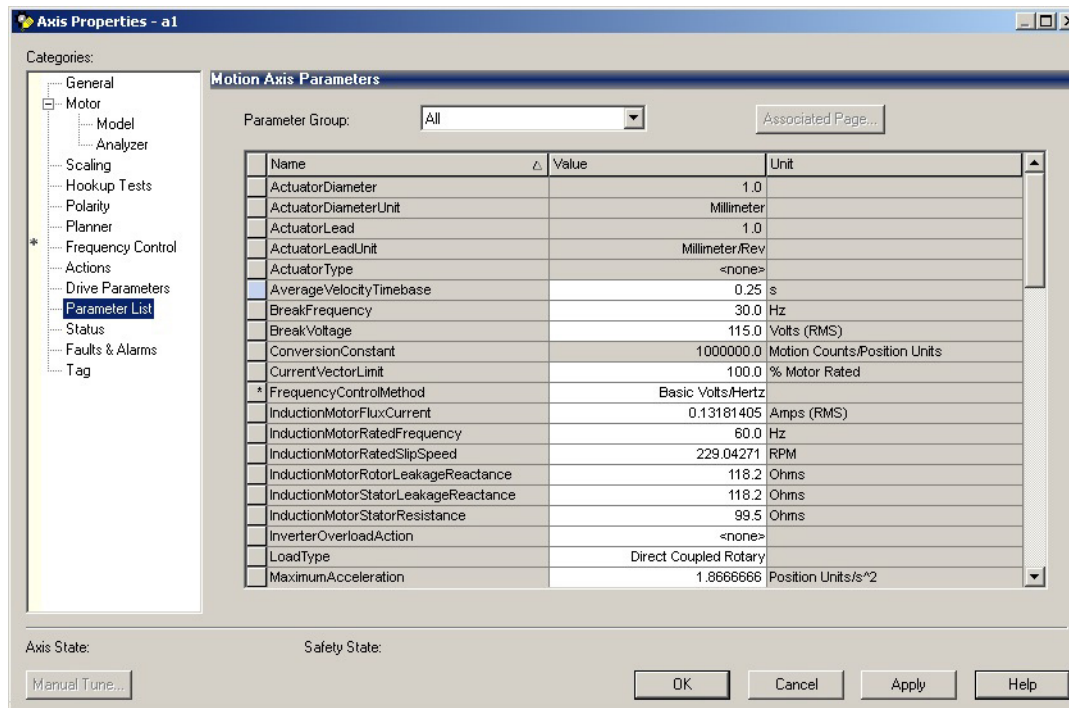 Axis Properties - a1
Categories:
General
Motor
Model
Analyzer
Scaling
Hookup Tests
Polarity
Planner
* Frequency Control
Actions
Drive Parameters
Parameter List
Status
Faults & Alarms
Tag
Motion Axis Parameters
Parameter Group: All Associated Page...
Name Value Unit
ActuatorDiameter 1.0
ActuatorDiameterUnit Millimeter
ActuatorLead 1.0
ActuatorLeadUnit Millimeter/Rev
ActuatorType <none>
AverageVelocityTimebase 0.25 s
BreakFrequency 30.0 Hz
BreakVoltage 115.0 Volts (RMS)
ConversionConstant 1000000.0 Motion Counts/Position Units
CurrentVectorLimit 100.0 % Motor Rated
* FrequencyControlMethod Basic Volts/Hertz
InductionMotorFluxCurrent 0.13181405 Amps (RMS)
InductionMotorRatedFrequency 60.0 Hz
InductionMotorRatedSlipSpeed 229.04271 RPM
InductionMotorRotorLeakageReactance 118.2 Ohms
InductionMotorStatorLeakageReactance 118.2 Ohms
InductionMotorStatorResistance 99.5 Ohms
InverterOverloadAction <none>
LoadType Direct Coupled Rotary
MaximumAcceleration 1.8666666 Position Units/s^2
Axis State: Safety State:
Manual Tune... OK Cancel Apply Help